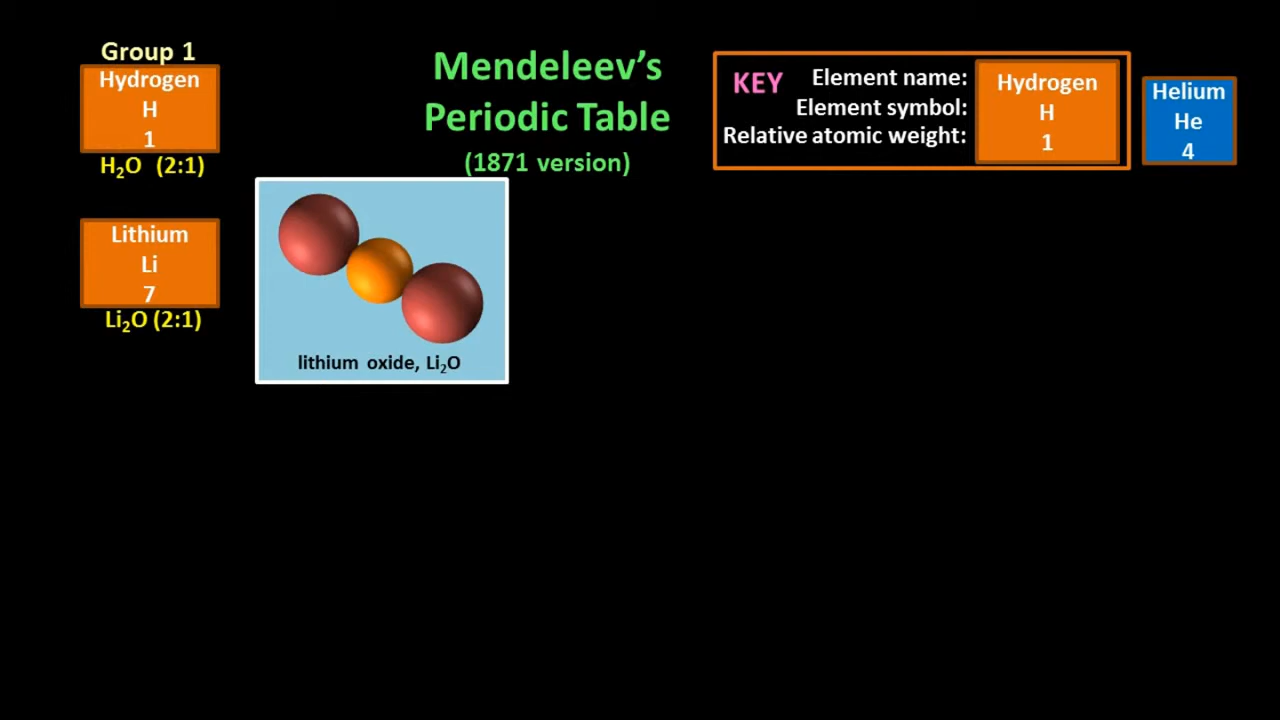 Group 1
Hydrogen
H
1
H₂O (2:1)
Lithium
Li
7
Li₂O (2:1)
Mendeleev’s
Periodic Table
(1871 version)
lithium oxide, Li₂O
KEY
Element name:
Element symbol:
Relative atomic weight:
Hydrogen
H
1
Helium
He
4